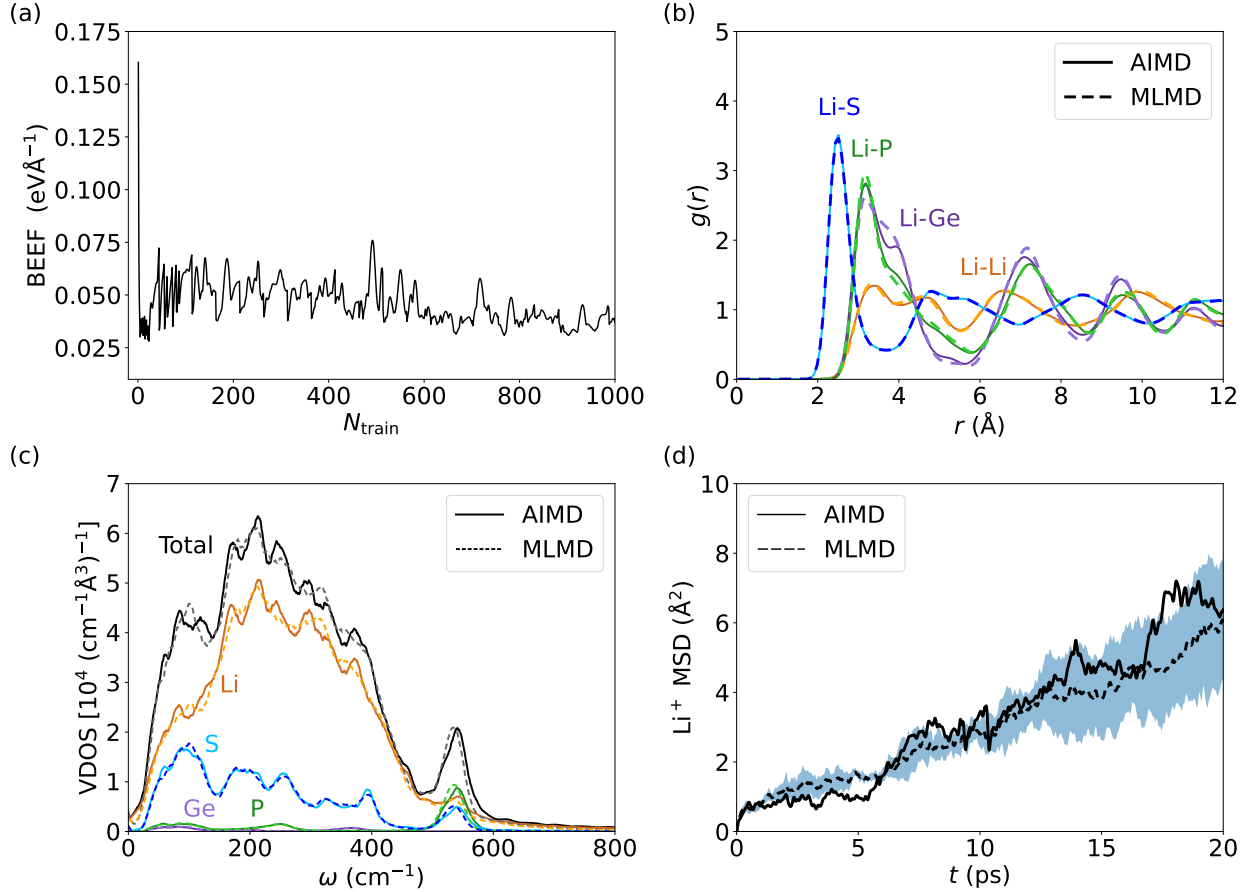 (a)
0.175
0.150
0.125
0.100
0.075
0.050
0.025
BEEF (eVÅ⁻¹)
0 200 400 600 800 1000
N_train
(b)
5
4
3
2
1
0
g(r)
AIMD
MLMD
Li-S
Li-P
Li-Ge
Li-Li
0 2 4 6 8 10 12
r (Å)
(c)
7
6
5
4
3
2
1
0
VDOS [10⁴ (cm⁻¹Å³)⁻¹]
AIMD
MLMD
Total
Li
S
Ge P
0 200 400 600 800
ω (cm⁻¹)
(d)
10
8
6
4
2
0
Li⁺ MSD (Å²)
AIMD
MLMD
0 5 10 15 20
t (ps)